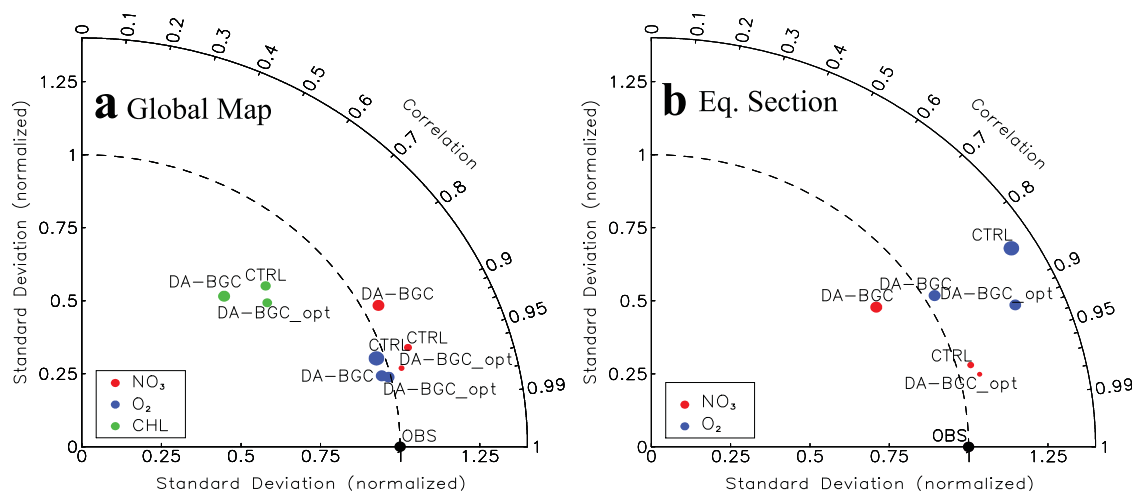 a Global Map
Standard Deviation (normalized)
1.25
1
0.75
0.5
0.25
0
0
0.1
0.2
0.3
0.4
0.5
0.6
0.7
0.8
0.9
0.95
0.99
1
Correlation
DA-BGC
CTRL
DA-BGC_opt
DA-BGC
CTRL
CTRL
DA-BGC_opt
DA-BGC
DA-BGC_opt
OBS
NO₃
O₂
CHL
0 0.25 0.5 0.75 1 1.25
Standard Deviation (normalized)
b Eq. Section
Standard Deviation (normalized)
1.25
1
0.75
0.5
0.25
0
0
0.1
0.2
0.3
0.4
0.5
0.6
0.7
0.8
0.9
0.95
0.99
1
Correlation
CTRL
DA-BGC
DA-BGC
DA-BGC_opt
CTRL
DA-BGC_opt
OBS
NO₃
O₂
0 0.25 0.5 0.75 1 1.25
Standard Deviation (normalized)